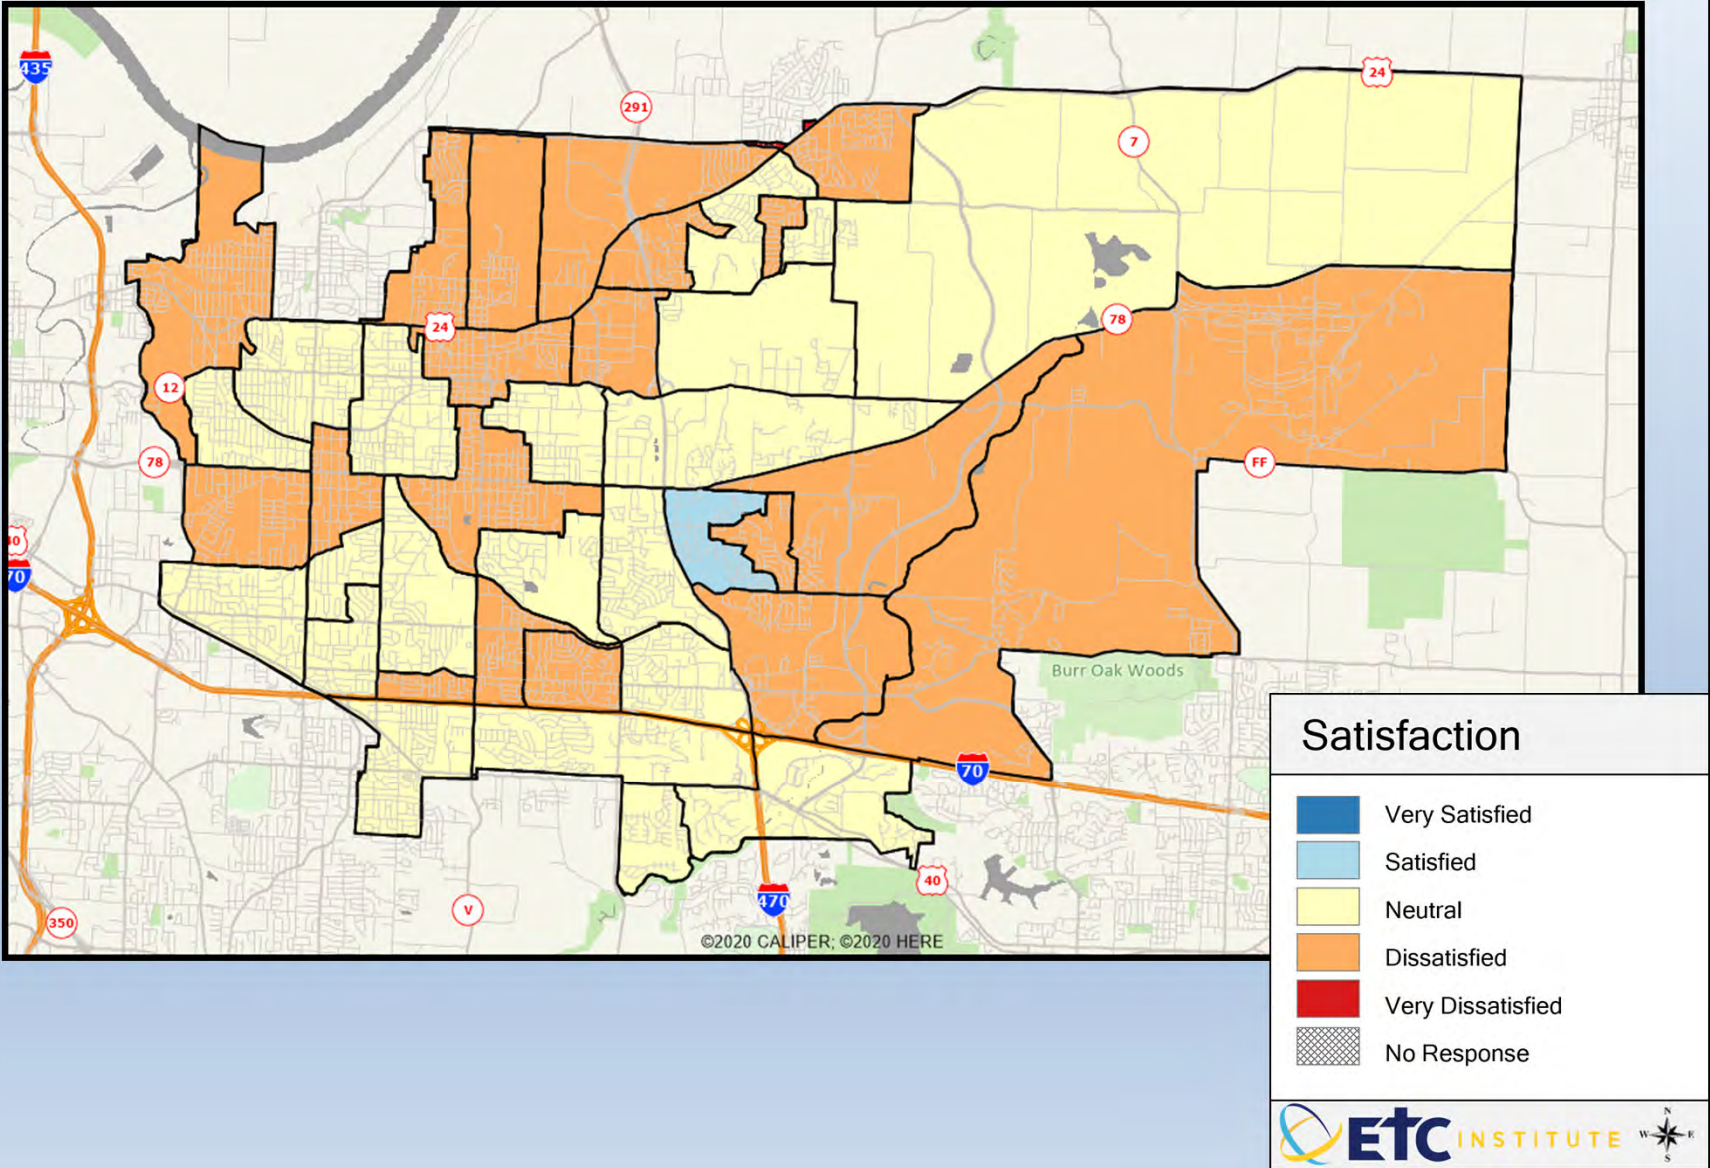 24
435
291
7
24
78
12
78
FF
40
70
Burr Oak Woods
70
40
470
V
350
©2020 CALIPER; ©2020 HERE
Satisfaction
Very Satisfied
Satisfied
Neutral
Dissatisfied
Very Dissatisfied
No Response
ETC INSTITUTE
N
W E
S